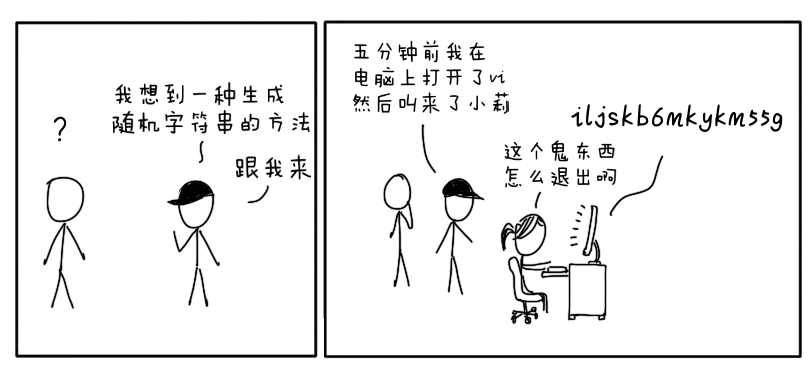 ?
我想到一种生成
随机字符串的方法
跟我来
五分钟前我在
电脑上打开了vi
然后叫来了小莉
这个鬼东西
怎么退出啊
iljskb6mkykm55g